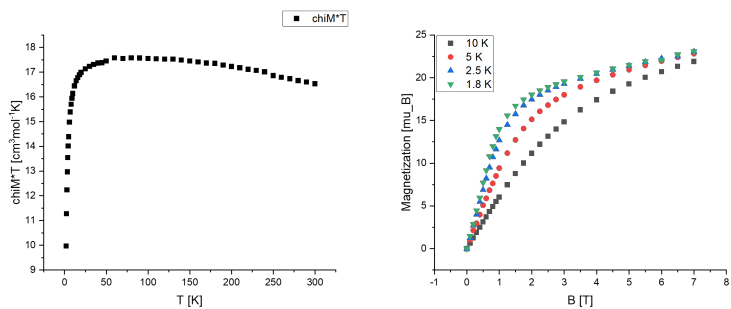 chiM*T
18
17
16
15
14
13
12
11
10
9
chiM*T [cm³mol⁻¹K]
0 50 100 150 200 250 300
T [K]
10 K
5 K
2.5 K
1.8 K
25
20
15
10
5
0
Magnetization [mu_B]
-1 0 1 2 3 4 5 6 7 8
B [T]